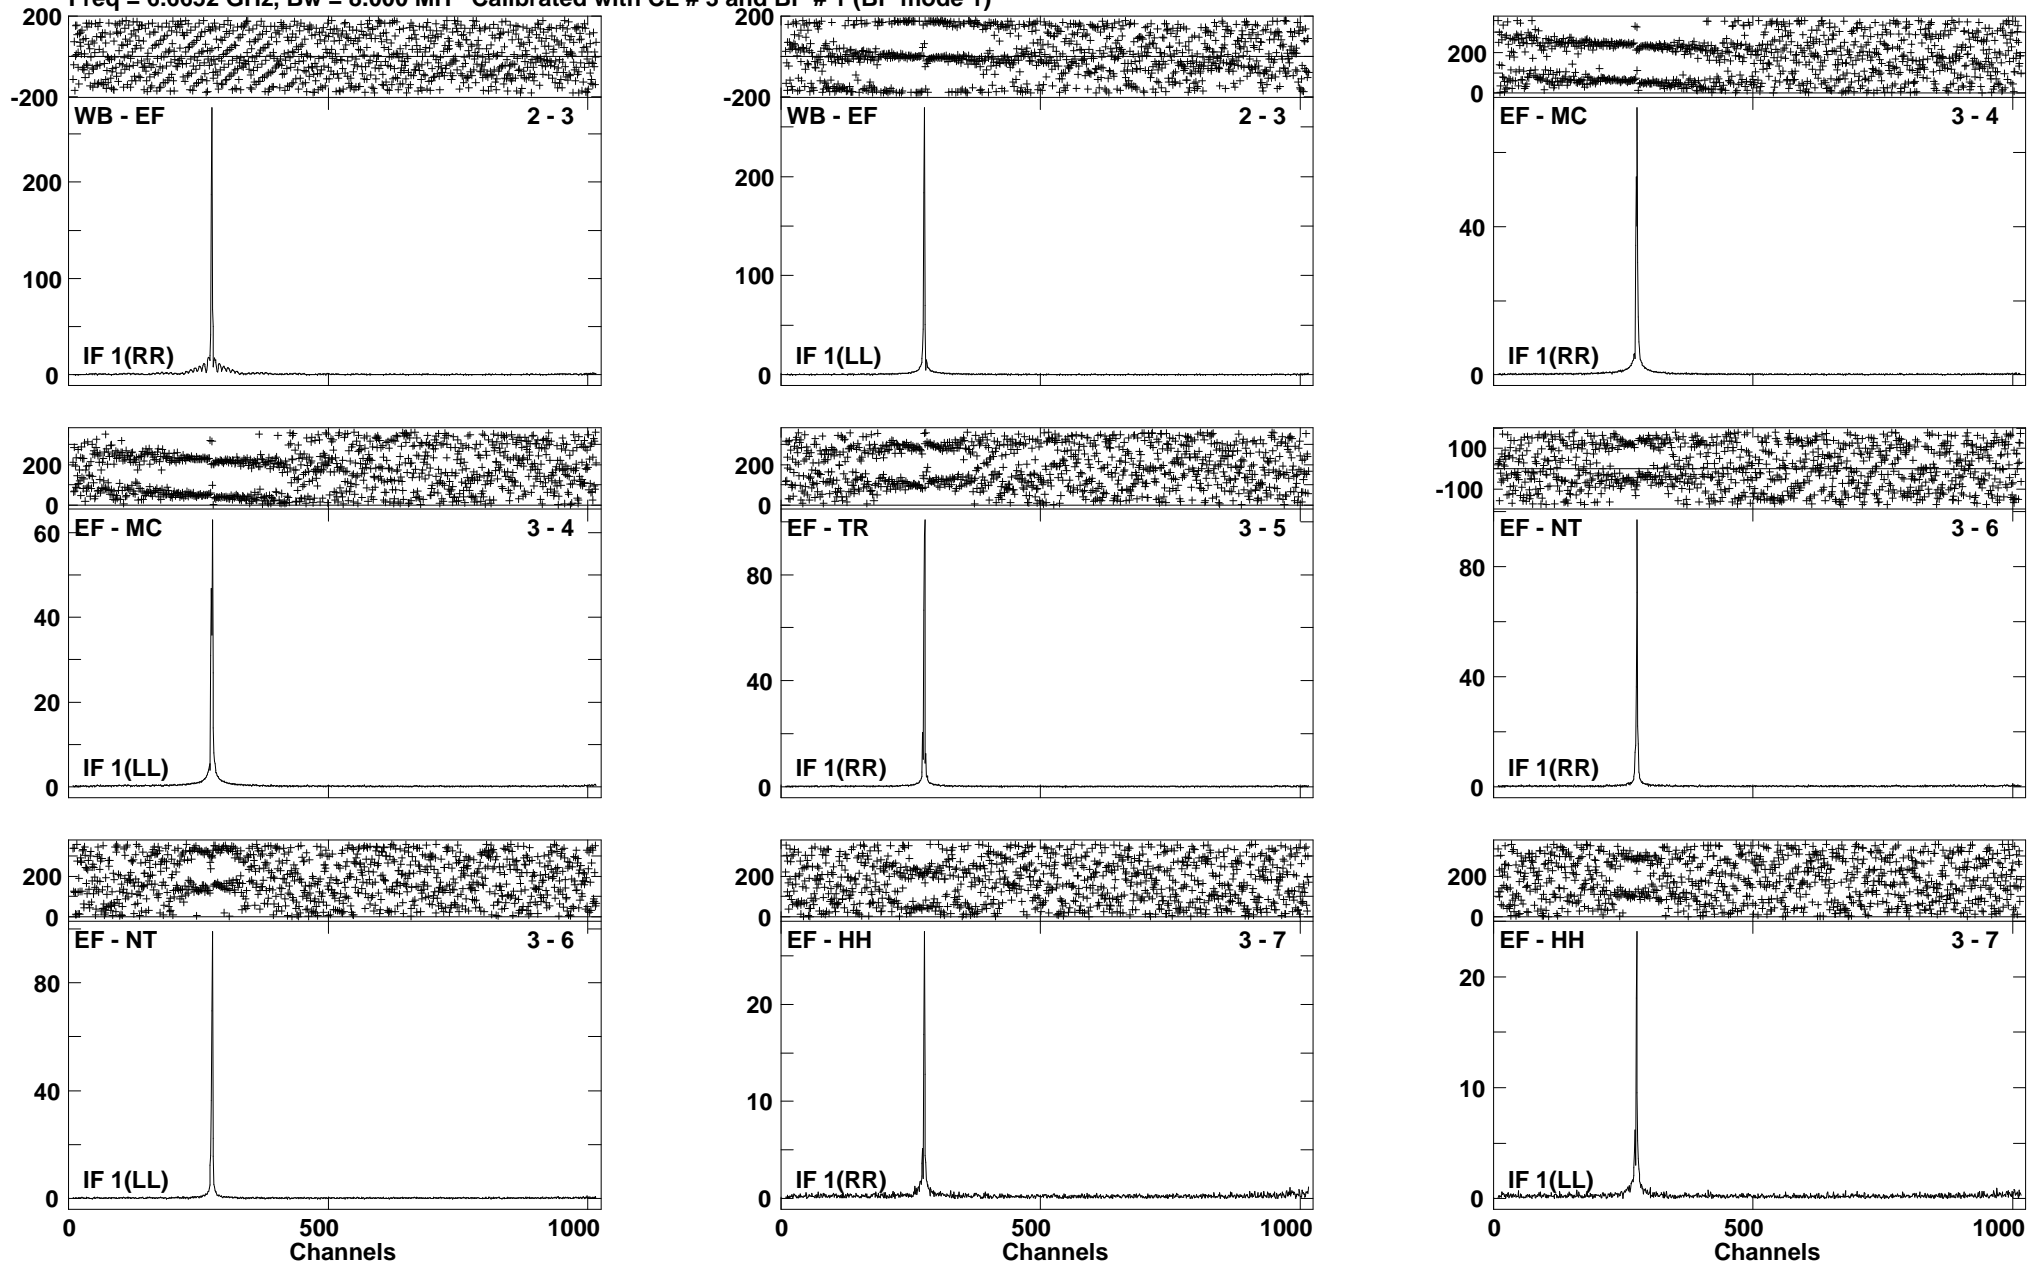 Freq = 6.6652 GHz, Bw = 8.000 MH Calibrated with CL # 3 and BP # 1 (BP mode 1)
200
-200
WB - EF 2 - 3
200
100
IF 1(RR)
0
200
-200
WB - EF 2 - 3
200
100
IF 1(LL)
0
200
0
EF - MC 3 - 4
40
IF 1(RR)
0
200
0
EF - MC 3 - 4
60
40
20
IF 1(LL)
0
200
0
EF - TR 3 - 5
80
40
IF 1(RR)
0
100
-100
EF - NT 3 - 6
80
40
IF 1(RR)
0
200
0
EF - NT 3 - 6
80
40
IF 1(LL)
0
0 500 1000
Channels
200
0
EF - HH 3 - 7
20
10
IF 1(RR)
0
0 500 1000
Channels
200
0
EF - HH 3 - 7
20
10
IF 1(LL)
0
0 500 1000
Channels